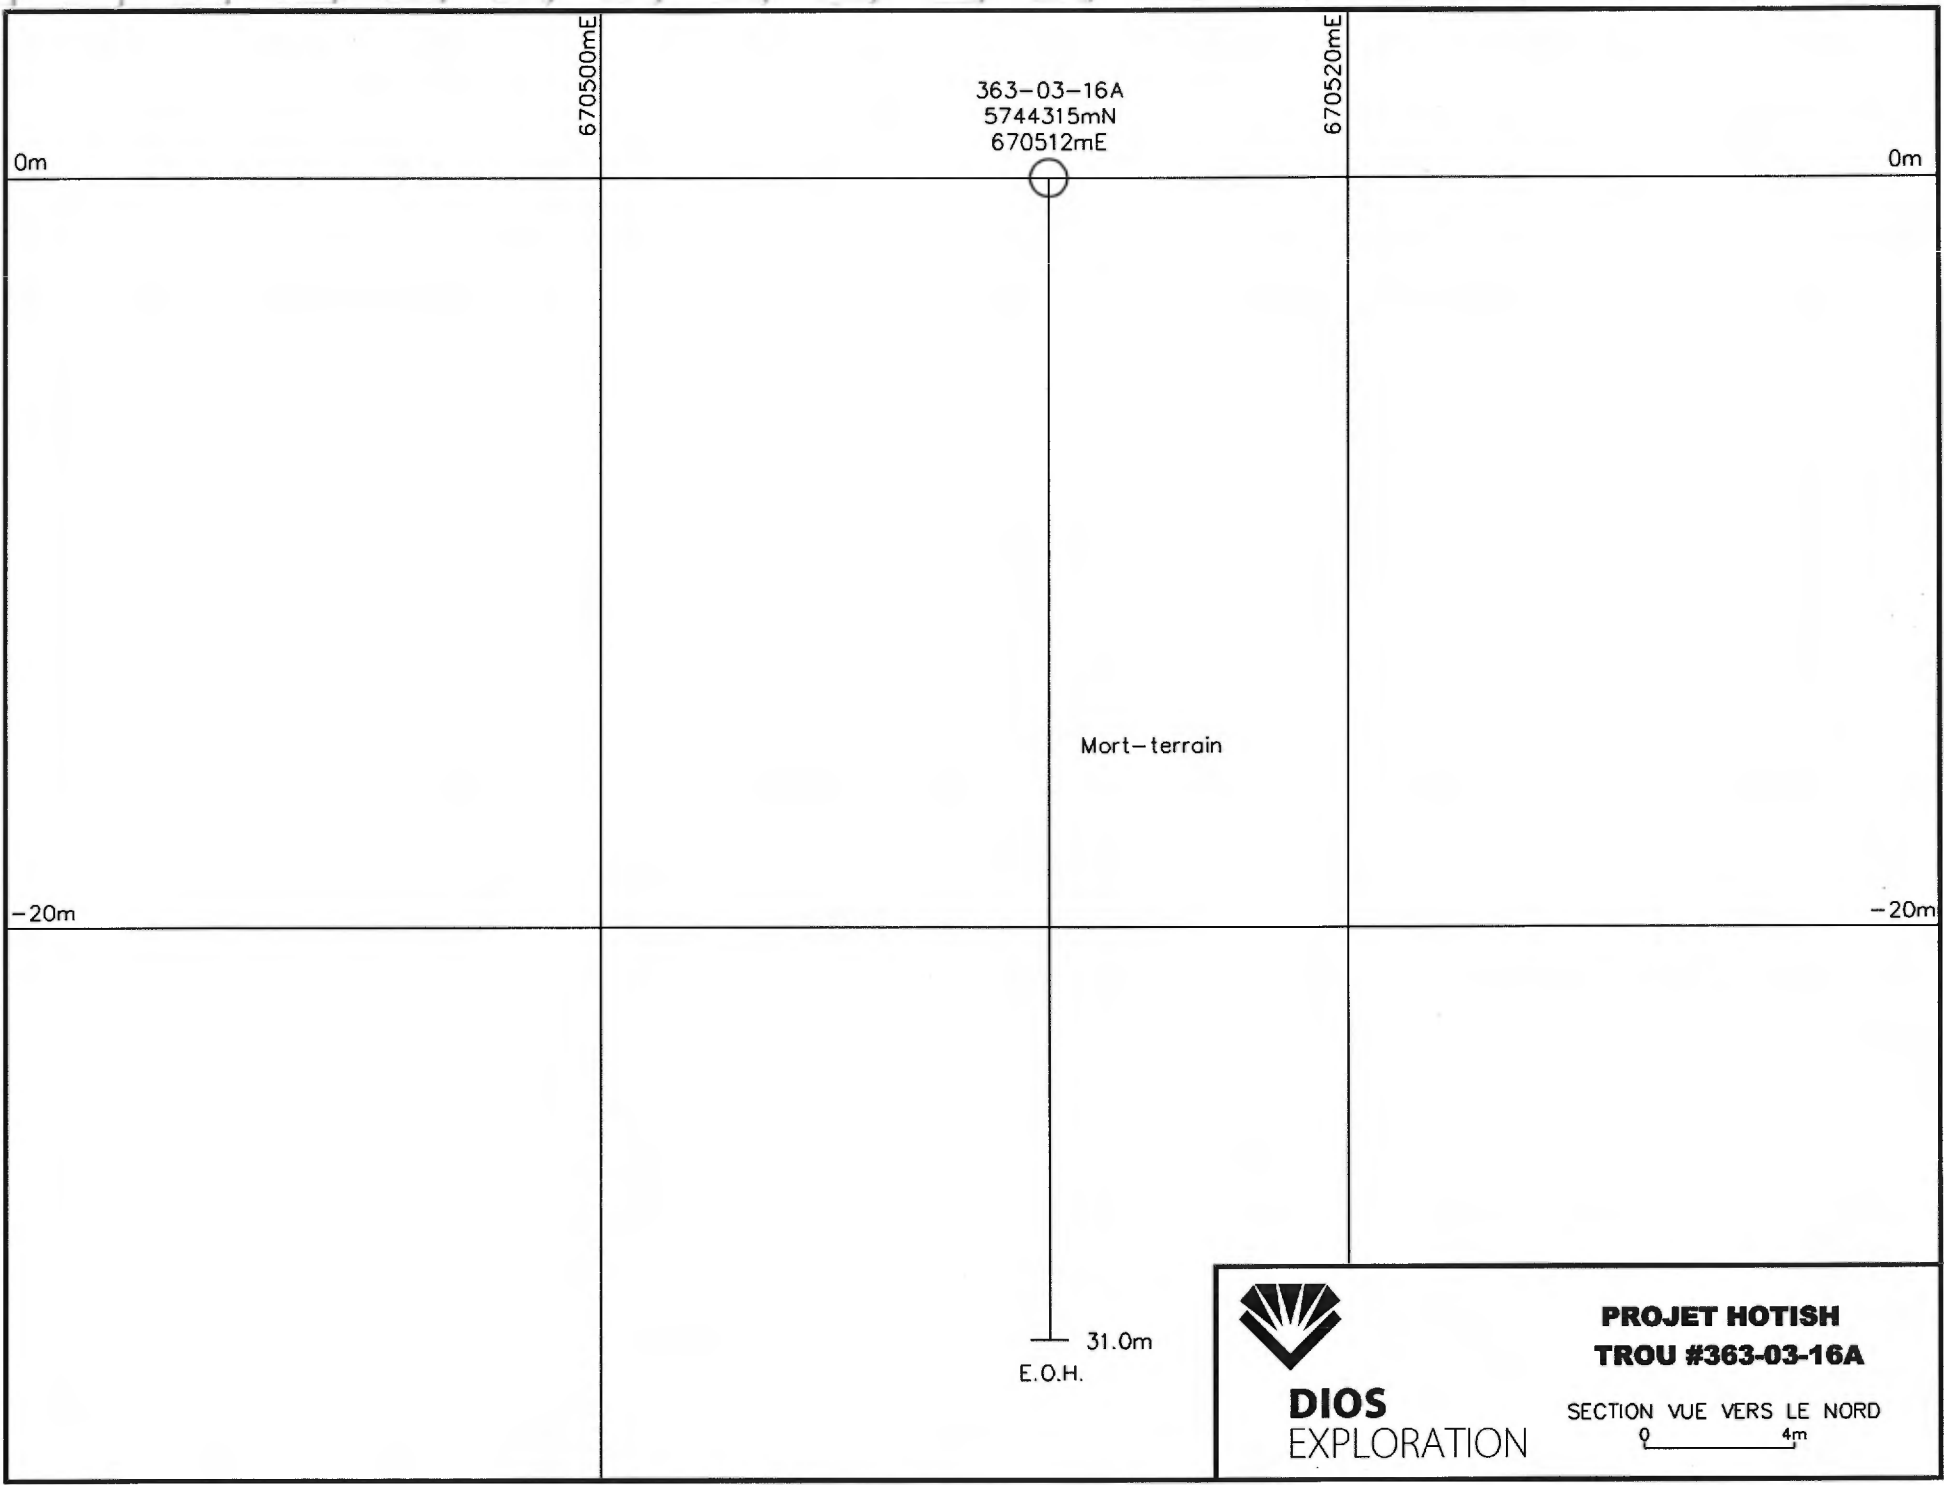 670500mE
670520mE
363-03-16A
5744315mN
670512mE
0m
0m
Mort-terrain
-20m
-20m
31.0m
E.O.H.
PROJET HOTISH
TROU #363-03-16A
DIOS
EXPLORATION
SECTION VUE VERS LE NORD
0 4m